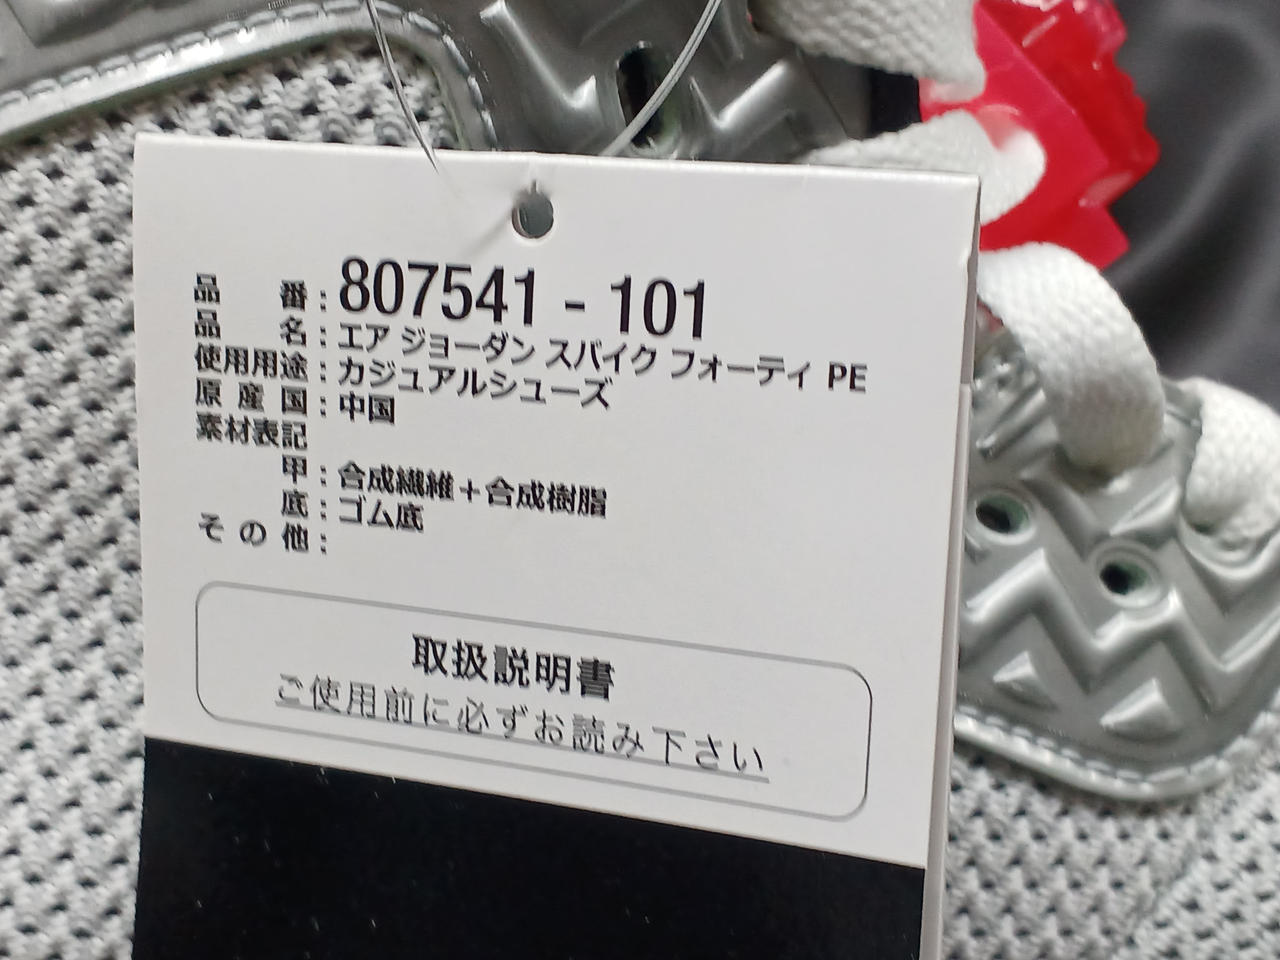 品番：807541 - 101
品名：エア ジョーダン スパイク フォーティ PE
使用用途：カジュアルシューズ
原産国：中国
素材表記
甲：合成繊維＋合成樹脂
底：ゴム底
その他：
取扱説明書
ご使用前に必ずお読み下さい